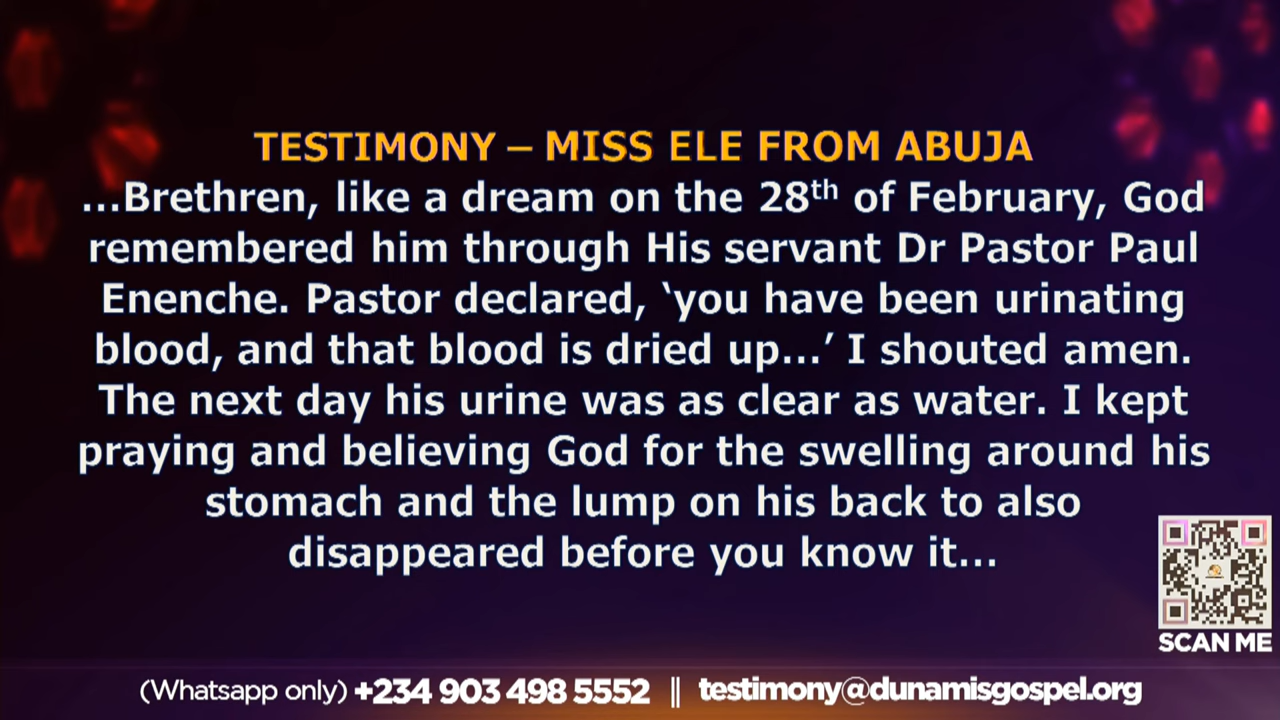 TESTIMONY – MISS ELE FROM ABUJA
...Brethren, like a dream on the 28th of February, God
remembered him through His servant Dr Pastor Paul
Enenche. Pastor declared, ‘you have been urinating
blood, and that blood is dried up...’ I shouted amen.
The next day his urine was as clear as water. I kept
praying and believing God for the swelling around his
stomach and the lump on his back to also
disappeared before you know it...
SCAN ME
(Whatsapp only) +234 903 498 5552 || testimony@dunamisgospel.org